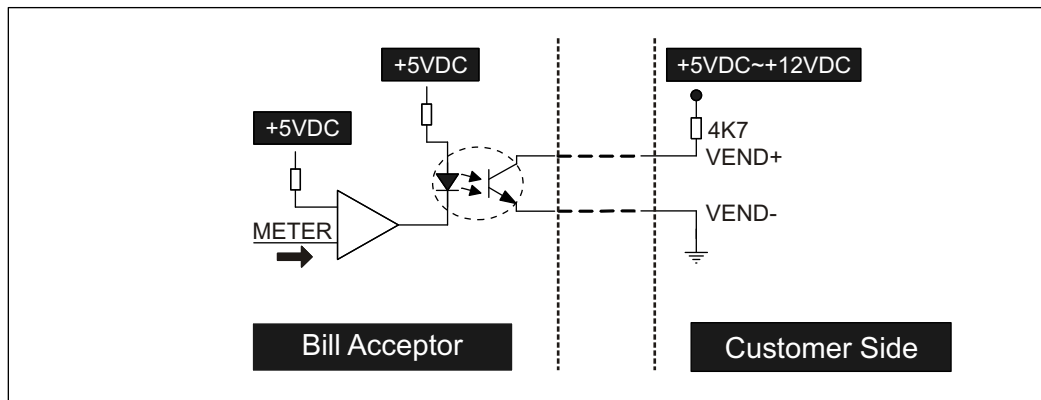 +5VDC
+5VDC~+12VDC
+5VDC
4K7
VEND+
METER
VEND-
Bill Acceptor
Customer Side